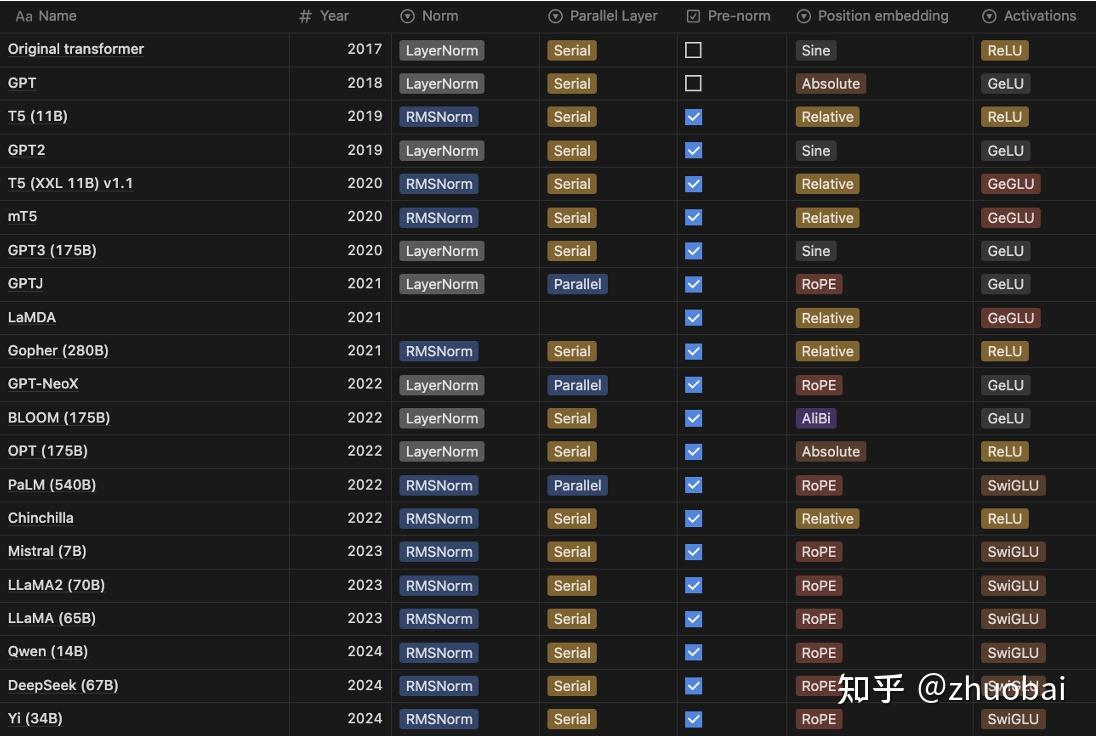 Aa Name # Year Norm Parallel Layer Pre-norm Position embedding Activations
Original transformer 2017 LayerNorm Serial Sine ReLU
GPT 2018 LayerNorm Serial Absolute GeLU
T5 (11B) 2019 RMSNorm Serial Relative ReLU
GPT2 2019 LayerNorm Serial Sine GeLU
T5 (XXL 11B) v1.1 2020 RMSNorm Serial Relative GeGLU
mT5 2020 RMSNorm Serial Relative GeGLU
GPT3 (175B) 2020 LayerNorm Serial Sine GeLU
GPTJ 2021 LayerNorm Parallel RoPE GeLU
LaMDA 2021 Relative GeGLU
Gopher (280B) 2021 RMSNorm Serial Relative ReLU
GPT-NeoX 2022 LayerNorm Parallel RoPE GeLU
BLOOM (175B) 2022 LayerNorm Serial AliBi GeLU
OPT (175B) 2022 LayerNorm Serial Absolute ReLU
PaLM (540B) 2022 RMSNorm Parallel RoPE SwiGLU
Chinchilla 2022 RMSNorm Serial Relative ReLU
Mistral (7B) 2023 RMSNorm Serial RoPE SwiGLU
LLaMA2 (70B) 2023 RMSNorm Serial RoPE SwiGLU
LLaMA (65B) 2023 RMSNorm Serial RoPE SwiGLU
Qwen (14B) 2024 RMSNorm Serial RoPE SwiGLU
DeepSeek (67B) 2024 RMSNorm Serial RoPE SwiGLU
Yi (34B) 2024 RMSNorm Serial RoPE SwiGLU
知乎 @zhuobai